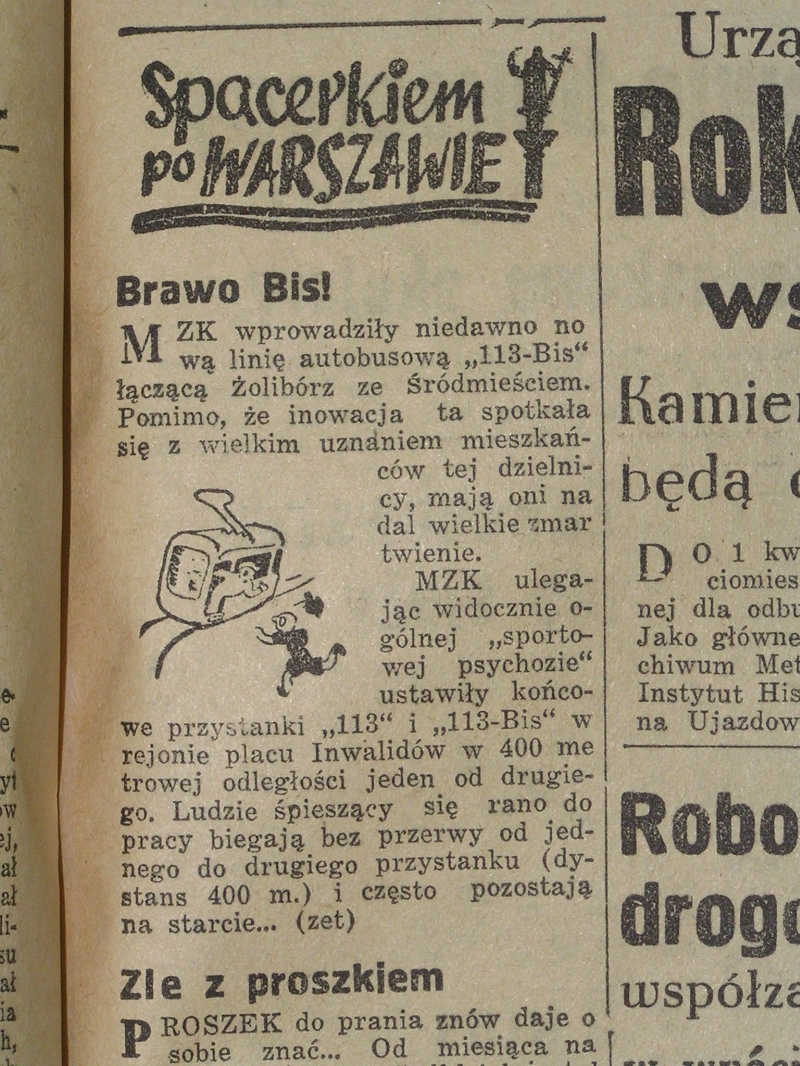 Spacerkiem
po WARSZAWIE
Brawo Bis!
MZK wprowadziły niedawno no
wą linię autobusową „113-Bis“
łączącą Żolibórz ze Śródmieściem.
Pomimo, że inowacja ta spotkała
się z wielkim uznaniem mieszkań-
ców tej dzielni-
cy, mają oni na
dal wielkie zmar
twienie.
MZK ulega-
jąc widocznie o-
gólnej „sporto-
wej psychozie“
ustawiły końco-
we przystanki „113“ i „113-Bis“ w
rejonie placu Inwalidów w 400 me
trowej odległości jeden od drugie-
go. Ludzie śpieszący się rano do
pracy biegają bez przerwy od jed-
nego do drugiego przystanku (dy-
stans 400 m.) i często pozostają
na starcie... (zet)
Zle z proszkiem
PROSZEK do prania znów daje o
sobie znać... Od miesiąca na
Urzą
Rok
ws
Kamie
będą
DO 1 kw
ciomies
nej dla odbu
Jako główne
chiwum Met
Instytut His
na Ujazdow
Robo
drogo
współza